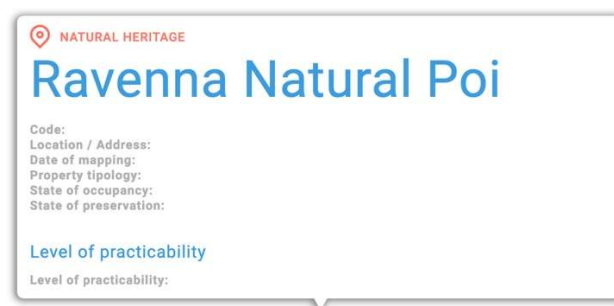 NATURAL HERITAGE
Ravenna Natural Poi
Code:
Location / Address:
Date of mapping:
Property tipology:
State of occupancy:
State of preservation:
Level of practicability
Level of practicability: